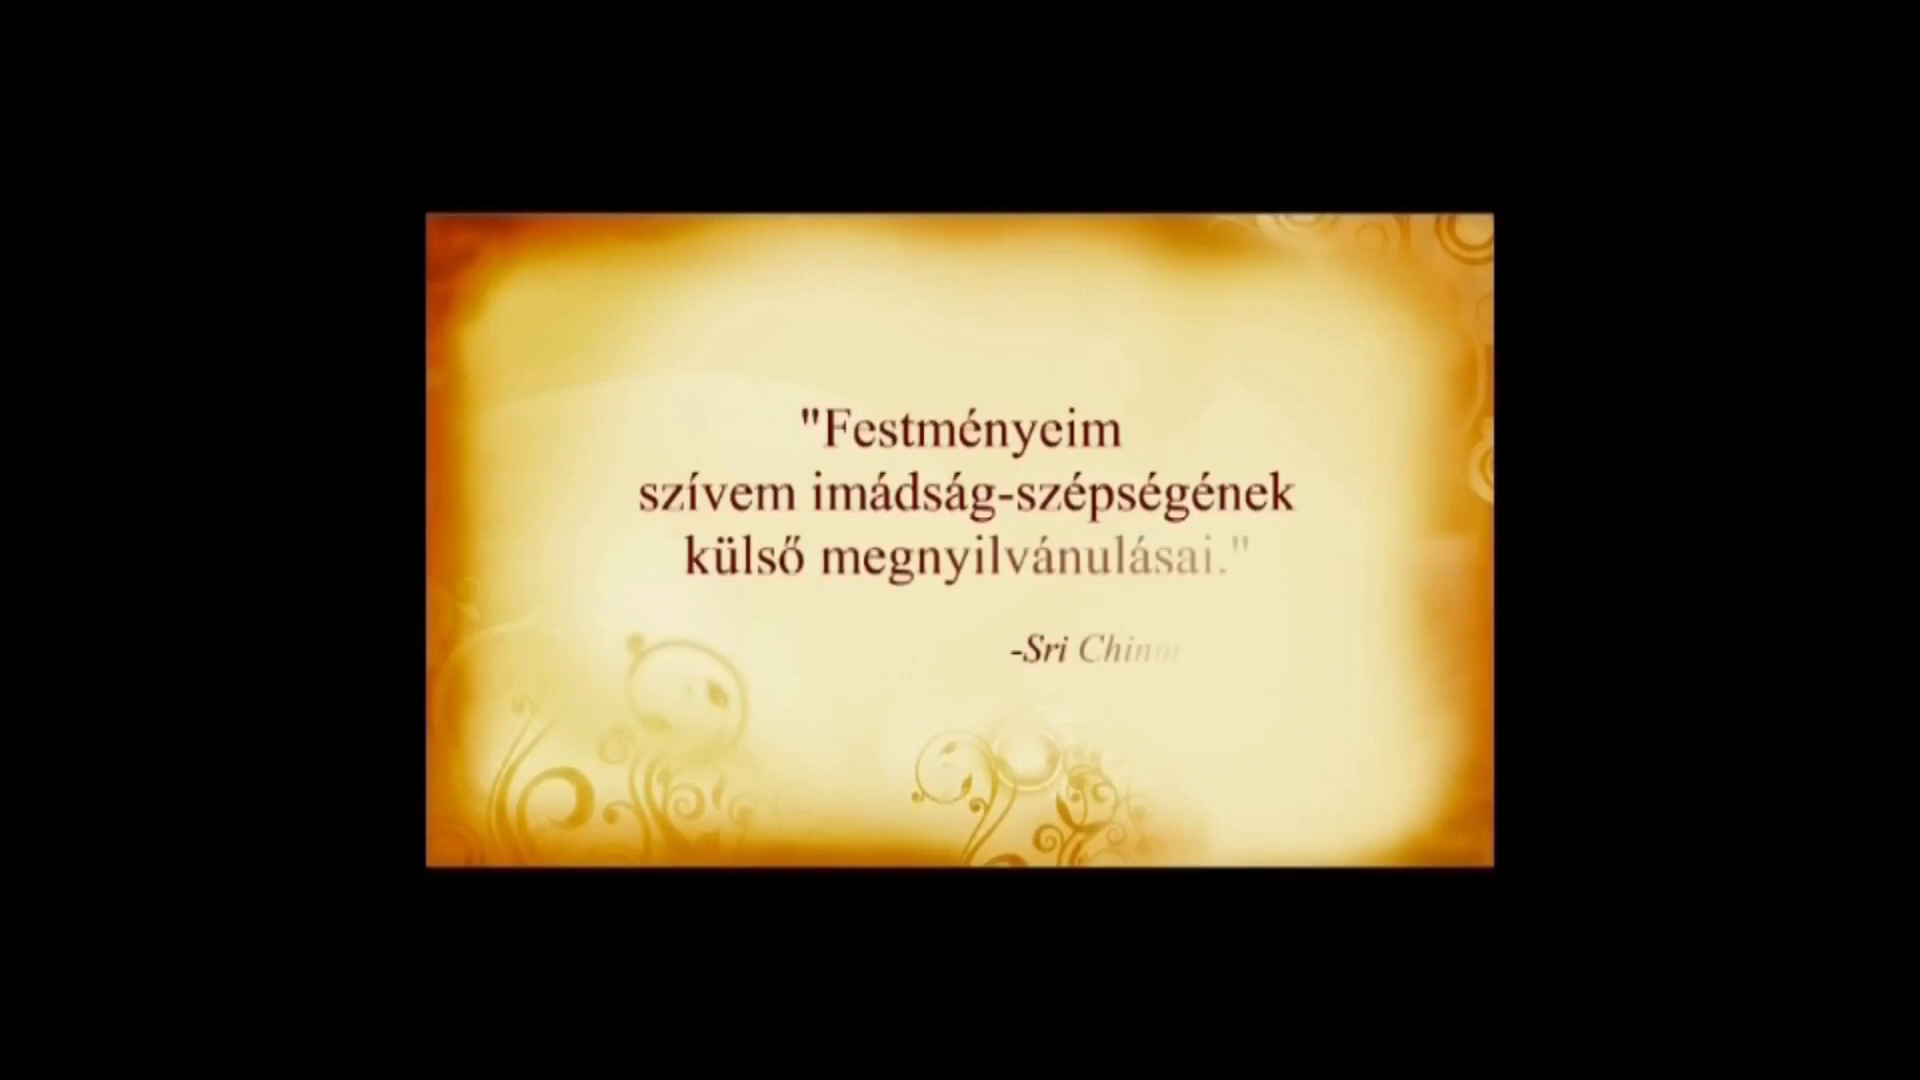 "Festményeim
szívem imádság-szépségének
külső megnyilvánulásai."
-Sri